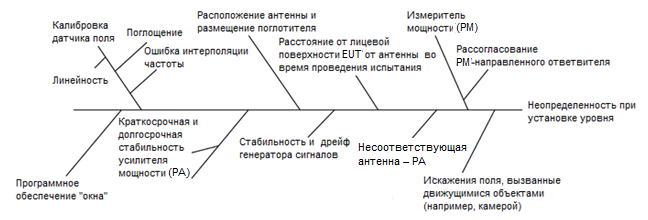 Калибровка
датчика поля
Поглощение
Линейность
Ошибка интерполяции
частоты
Расположение антенны и
размещение поглотителя
Расстояние от лицевой
поверхности EUT от антенны во
время проведения испытания
Измеритель
мощности (PM)
Рассогласование
PM-направленного ответвителя
Неопределенность при
установке уровня
Программное
обеспечение "окна"
Краткосрочная и
долгосрочная
стабильность
усилителя
мощности (PA)
Стабильность и дрейф
генератора сигналов
Несоответствующая
антенна – PA
Искажения поля, вызванные
движущимися объектами
(например, камерой)